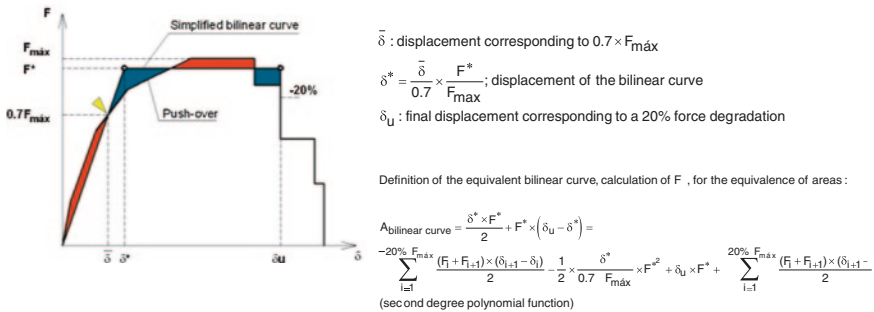 F
Simplified bilinear curve
Fmáx
F*
-20%
0.7Fmáx
Push-over
δ̄ δ* δu δ
δ̄ : displacement corresponding to 0.7×Fmáx
δ* = δ̄/0.7 × F*/Fmax; displacement of the bilinear curve
δu : final displacement corresponding to a 20% force degradation
Definition of the equivalent bilinear curve, calculation of F , for the equivalence of areas :
Abilinear curve = (δ* × F*)/2 + F* × (δu − δ*) =
−20% Fmáx ∑ i=1 (Fi + Fi+1) × (δi+1 − δi)/2 − 1/2 × δ*/(0.7 Fmáx) × F*² + δu × F* + 20% Fmáx ∑ i=1 (Fi + Fi+1) × (δi+1 -/2
(second degree polynomial function)